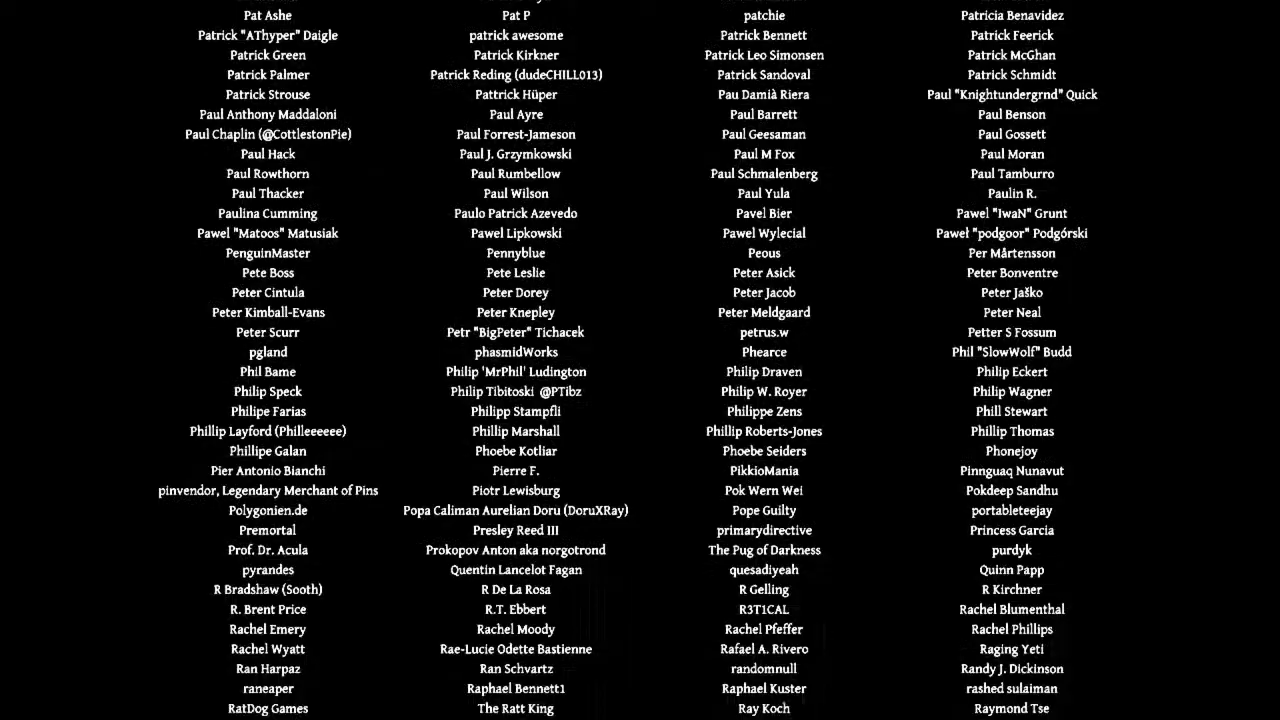 Pat Ashe Pat P patchie Patricia Benavidez
Patrick "AThyper" Daigle patrick awesome Patrick Bennett Patrick Feerick
Patrick Green Patrick Kirkner Patrick Leo Simonsen Patrick McGhan
Patrick Palmer Patrick Reding (dudeCHILL013) Patrick Sandoval Patrick Schmidt
Patrick Strouse Pattrick Hüper Pau Damià Riera Paul "Knightundergrnd" Quick
Paul Anthony Maddaloni Paul Ayre Paul Barrett Paul Benson
Paul Chaplin (@CottlestonPie) Paul Forrest-Jameson Paul Geesaman Paul Gossett
Paul Hack Paul J. Grzymkowski Paul M Fox Paul Moran
Paul Rowthorn Paul Rumbellow Paul Schmalenberg Paul Tamburro
Paul Thacker Paul Wilson Paul Yula Paulin R.
Paulina Cumming Paulo Patrick Azevedo Pavel Bier Pawel "IwaN" Grunt
Pawel "Matoos" Matusiak Pawel Lipkowski Pawel Wylecial Paweł "podgoor" Podgórski
PenguinMaster Pennyblue Peous Per Mårtensson
Pete Boss Pete Leslie Peter Asick Peter Bonventre
Peter Cintula Peter Dorey Peter Jacob Peter Jaško
Peter Kimball-Evans Peter Knepley Peter Meldgaard Peter Neal
Peter Scurr Petr "BigPeter" Tichacek petrus.w Petter S Fossum
pgland phasmidWorks Phearce Phil "SlowWolf" Budd
Phil Bame Philip 'MrPhil' Ludington Philip Draven Philip Eckert
Philip Speck Philip Tibitoski @PTibz Philip W. Royer Philip Wagner
Philipe Farias Philipp Stampfli Philippe Zens Phill Stewart
Phillip Layford (Philleeeeee) Phillip Marshall Phillip Roberts-Jones Phillip Thomas
Phillipe Galan Phoebe Kotliar Phoebe Seiders Phonejoy
Pier Antonio Bianchi Pierre F. PikkioMania Pinnguaq Nunavut
pinvendor, Legendary Merchant of Pins Piotr Lewisburg Pok Wern Wei Pokdeep Sandhu
Polygonien.de Popa Caliman Aurelian Doru (DoruXRay) Pope Guilty portableteejay
Premortal Presley Reed III primarydirective Princess Garcia
Prof. Dr. Acula Prokopov Anton aka norgotrond The Pug of Darkness purdyk
pyrandes Quentin Lancelot Fagan quesadiyeah Quinn Papp
R Bradshaw (Sooth) R De La Rosa R Gelling R Kirchner
R. Brent Price R.T. Ebbert R3T1CAL Rachel Blumenthal
Rachel Emery Rachel Moody Rachel Pfeffer Rachel Phillips
Rachel Wyatt Rae-Lucie Odette Bastienne Rafael A. Rivero Raging Yeti
Ran Harpaz Ran Schvartz randomnull Randy J. Dickinson
raneaper Raphael Bennett1 Raphael Kuster rashed sulaiman
RatDog Games The Ratt King Ray Koch Raymond Tse